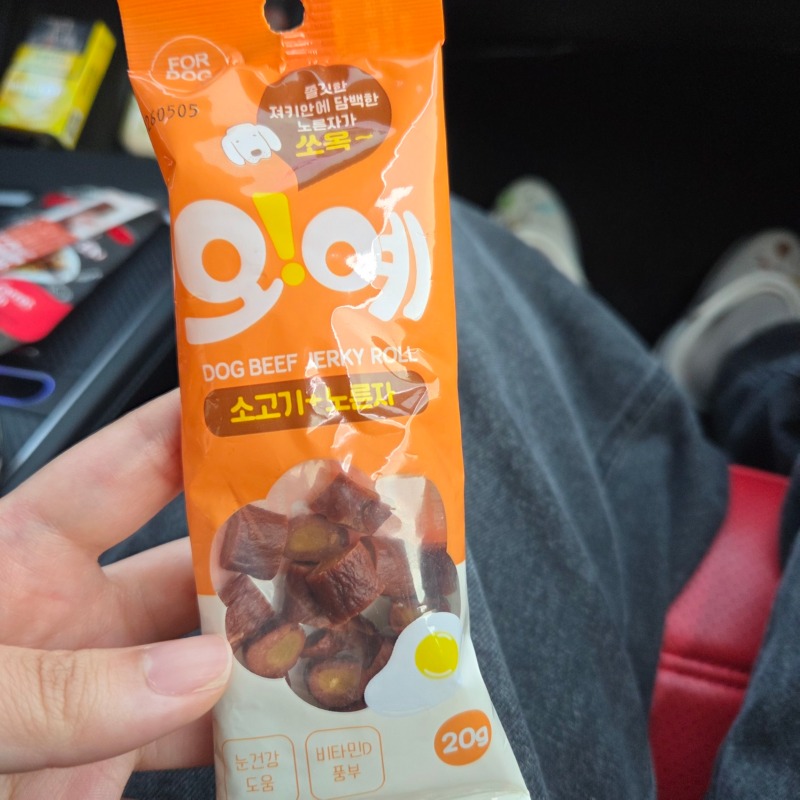 FOR
DOG
60505
쫄깃한
져키안에 담백한
노른자가
쏘옥~
오!예
DOG BEEF JERKY ROLL
소고기+노른자
눈건강
도움
비타민D
풍부
20g